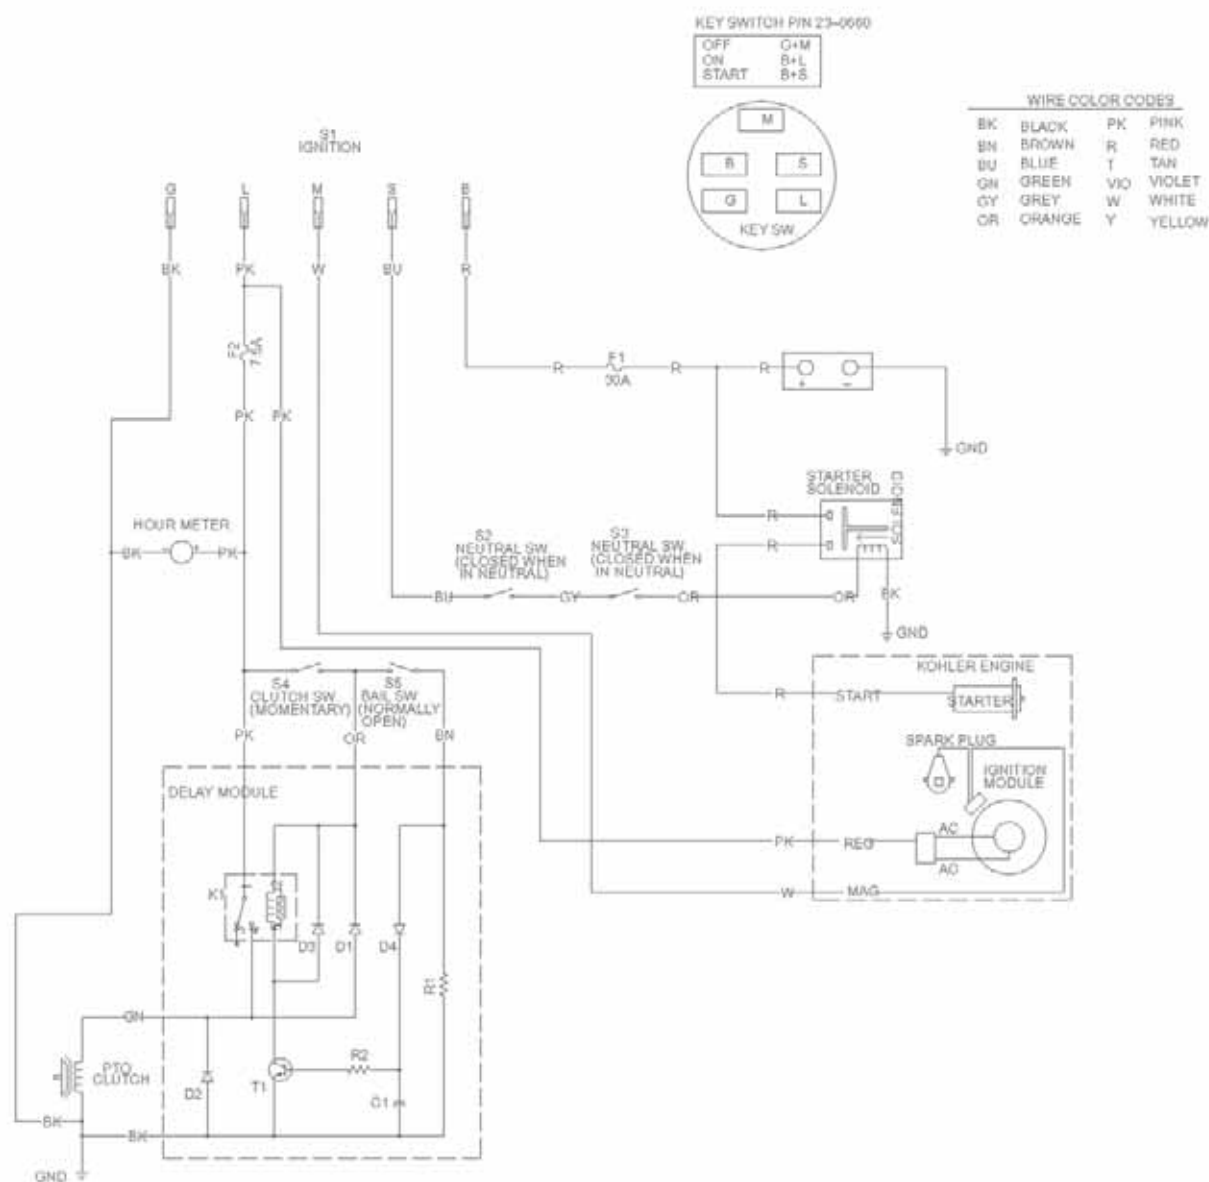 KEY SWITCH P/N 23-0660
OFF G+M
ON B+L
START B+S
M
B S
G L
KEY SW
WIRE COLOR CODES
BK BLACK PK PINK
BN BROWN R RED
BU BLUE T TAN
GN GREEN VIO VIOLET
GY GREY W WHITE
OR ORANGE Y YELLOW
S1
IGNITION
G L M S B
BK PK W BU R
F2
7.5A
R F1 R R
30A
+ -
PK PK
GND
STARTER
SOLENOID
SOLENOID
HOUR METER
BK - + PK
R
R
S2
NEUTRAL SW
(CLOSED WHEN
IN NEUTRAL)
S3
NEUTRAL SW
(CLOSED WHEN
IN NEUTRAL)
BU GY OR OR BK
GND
KOHLER ENGINE
S4
CLUTCH SW
(MOMENTARY)
S5
BAIL SW
(NORMALLY
OPEN)
R START STARTER
PK OR BN
SPARK PLUG
IGNITION
MODULE
DELAY MODULE
PK REG AC
AC
W MAG
K1
D3 D1 D4
R1
GN
PTO
CLUTCH
R2
D2 T1 C1
BK
BK
GND